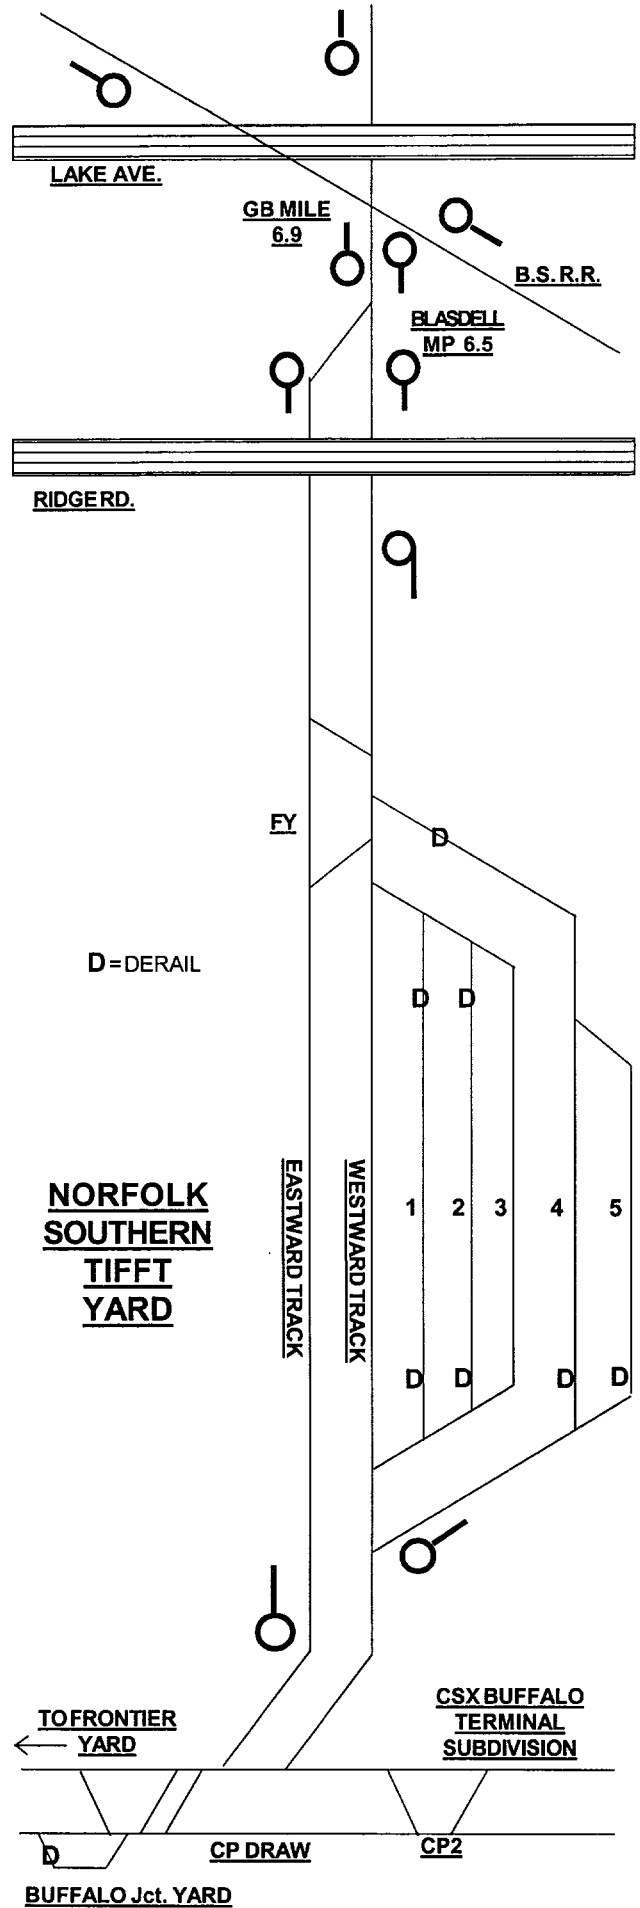 LAKE AVE.
GB MILE
6.9
B.S.R.R.
BLASDELL
MP 6.5
RIDGE RD.
FY
D
D = DERAIL
D D
EASTWARD TRACK
WESTWARD TRACK
1 2 3 4 5
NORFOLK
SOUTHERN
TIFFT
YARD
D D D D
CSX BUFFALO
TERMINAL
SUBDIVISION
TO FRONTIER
YARD
CP DRAW
CP2
D
BUFFALO Jct. YARD